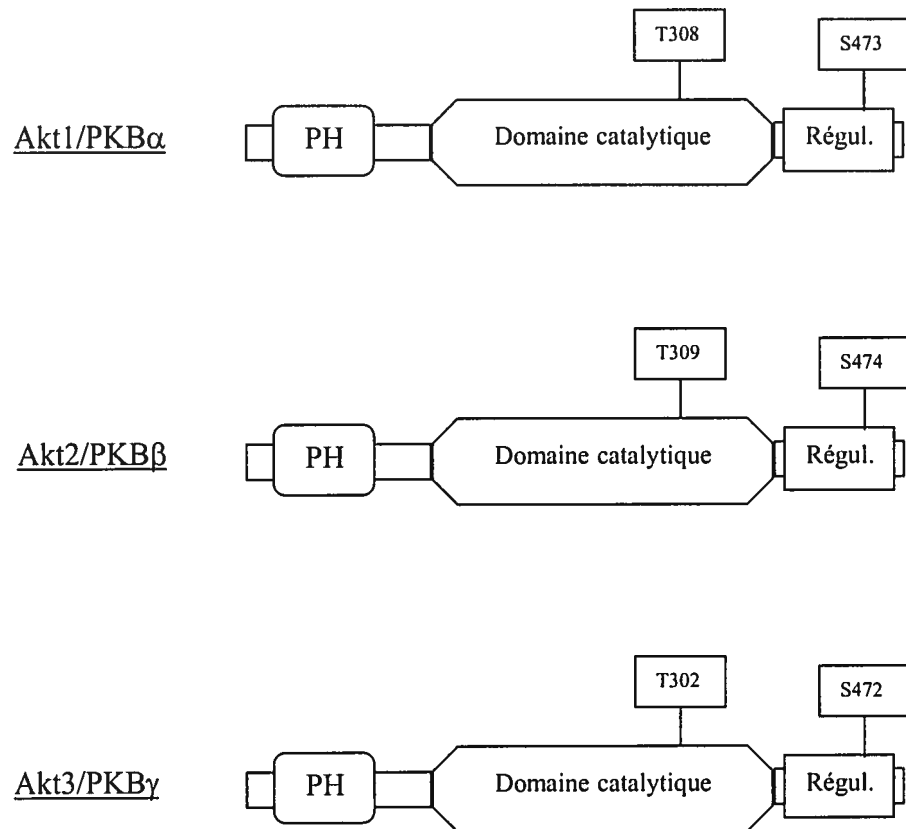 T308
S473
Akt1/PKBα
PH
Domaine catalytique
Régul.
T309
S474
Akt2/PKBβ
PH
Domaine catalytique
Régul.
T302
S472
Akt3/PKBγ
PH
Domaine catalytique
Régul.